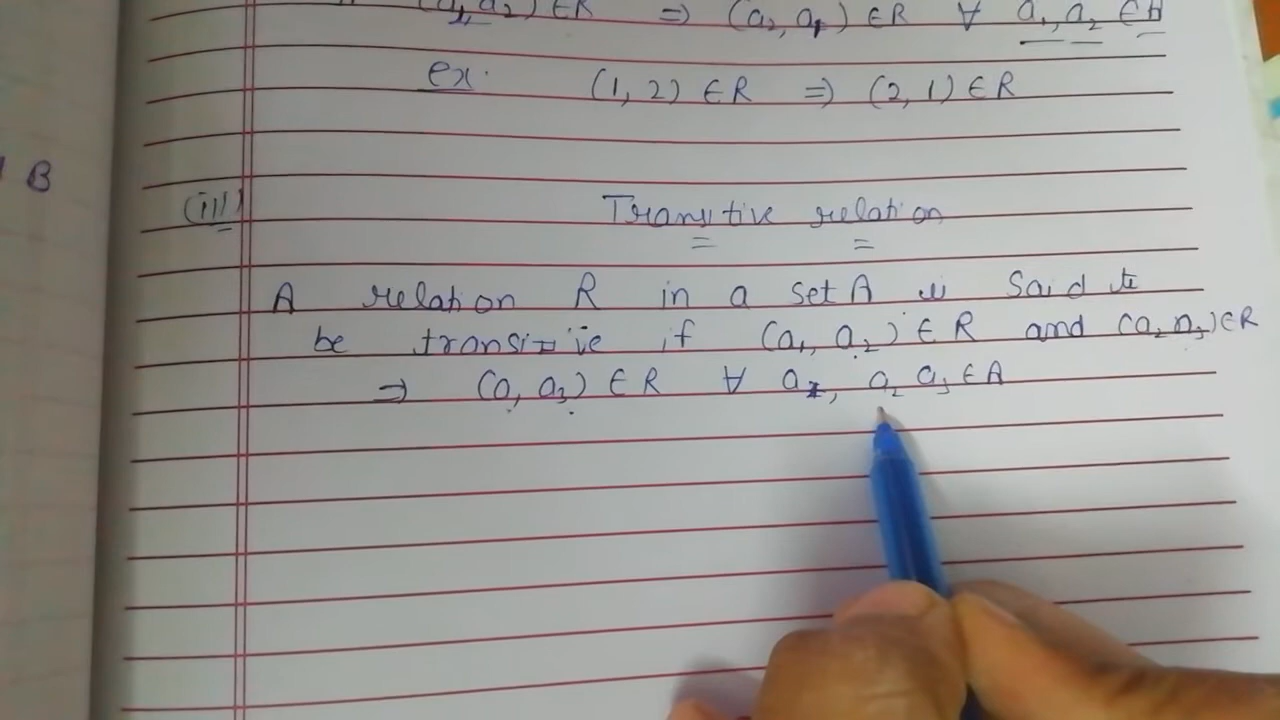 (a₁, a₂) ∈ R ⇒ (a₂, a₁) ∈ R ∀ a₁, a₂ ∈ A
ex. (1, 2) ∈ R ⇒ (2, 1) ∈ R
B
(iii) Transitive relation
A relation R in a set A is said to
be transitive if (a₁, a₂) ∈ R and (a₂ a₃) ∈ R
⇒ (a₁ a₃) ∈ R ∀ a₁, a₂ a₃ ∈ A